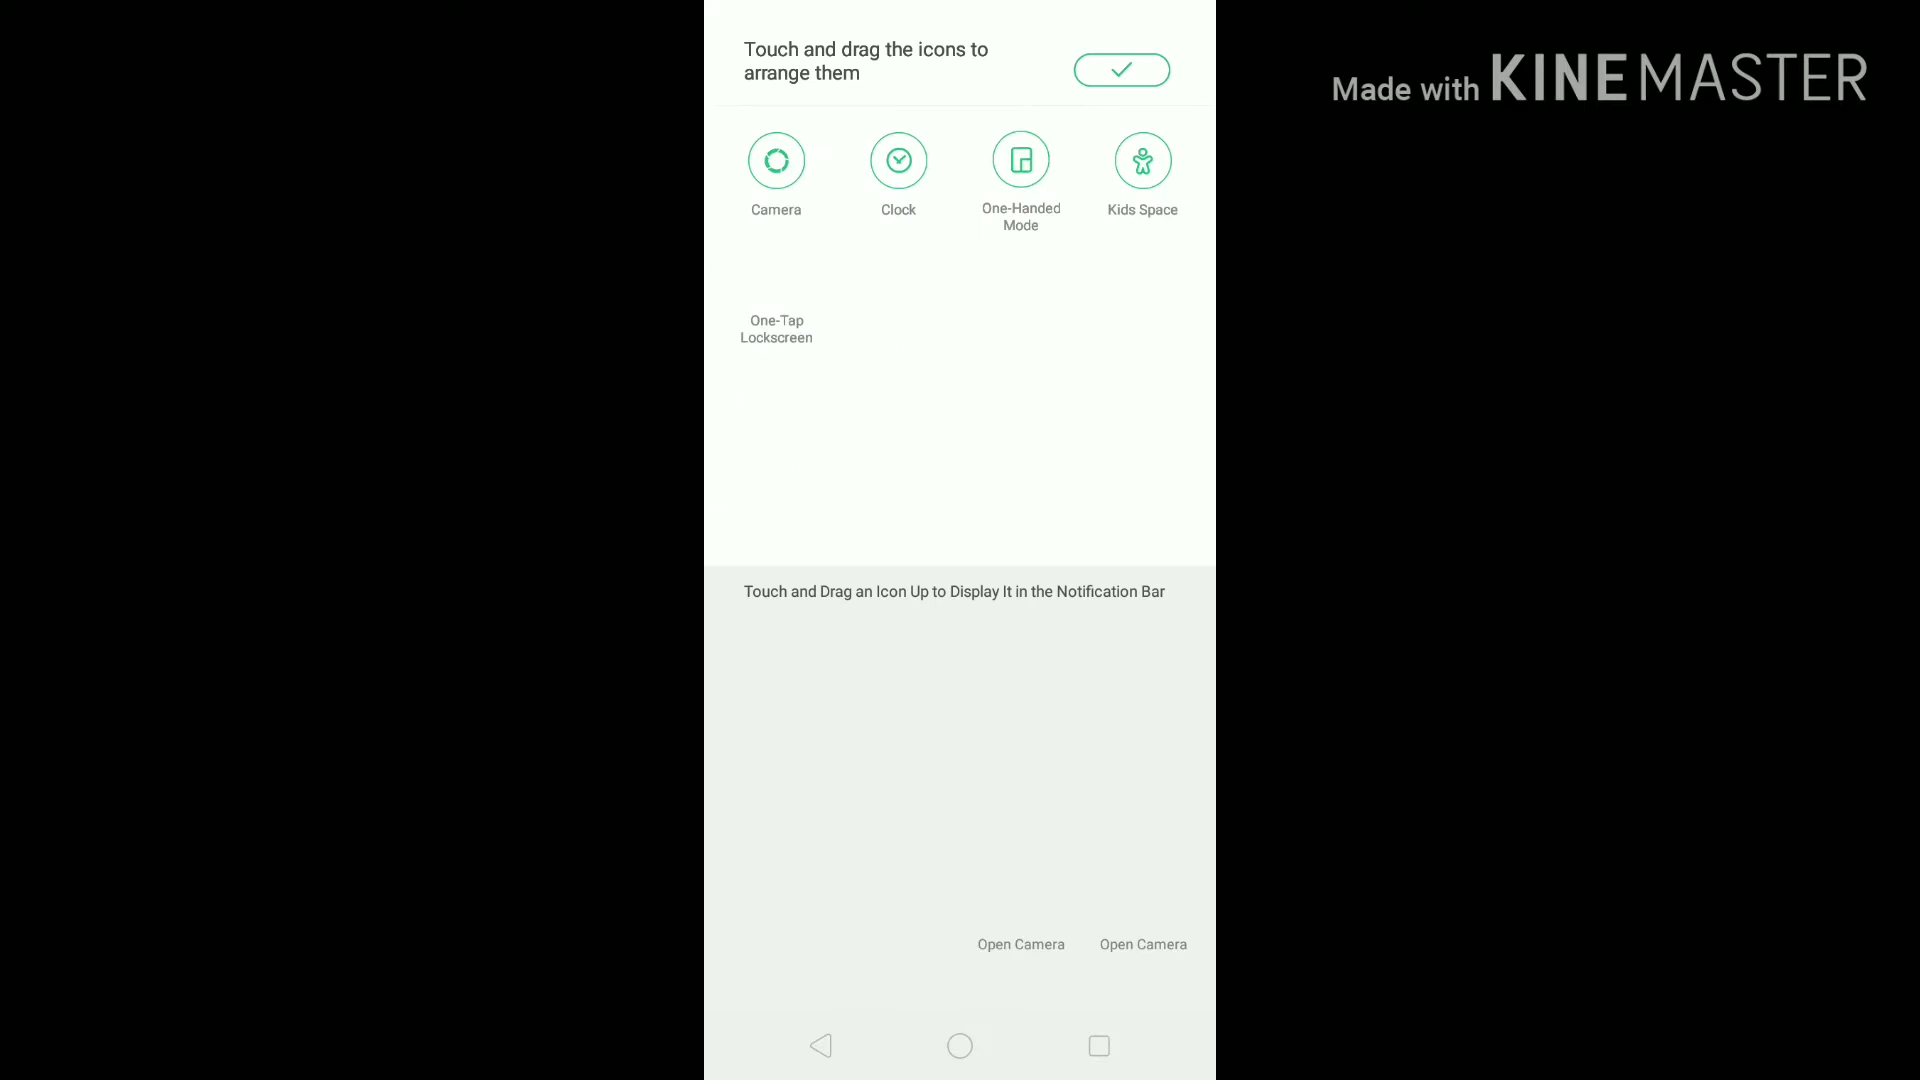 Touch and drag the icons to
arrange them
Made with KINEMASTER
Camera
Clock
One-Handed
Mode
Kids Space
One-Tap
Lockscreen
Touch and Drag an Icon Up to Display It in the Notification Bar
Open Camera
Open Camera